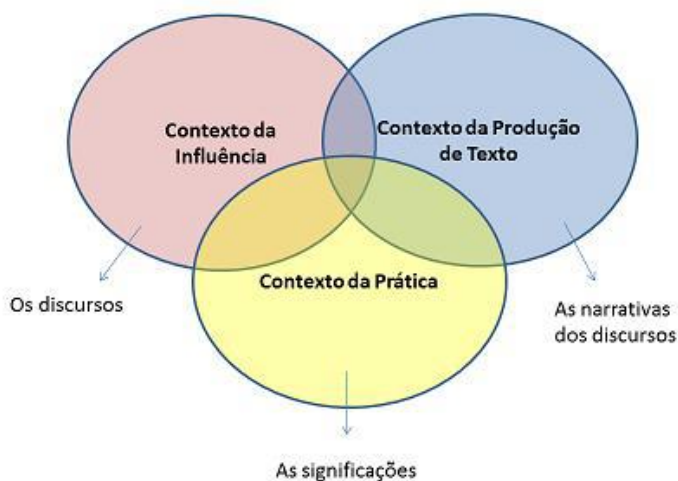 Contexto da
Influência
Contexto da Produção
de Texto
Contexto da Prática
Os discursos
As narrativas
dos discursos
As significações